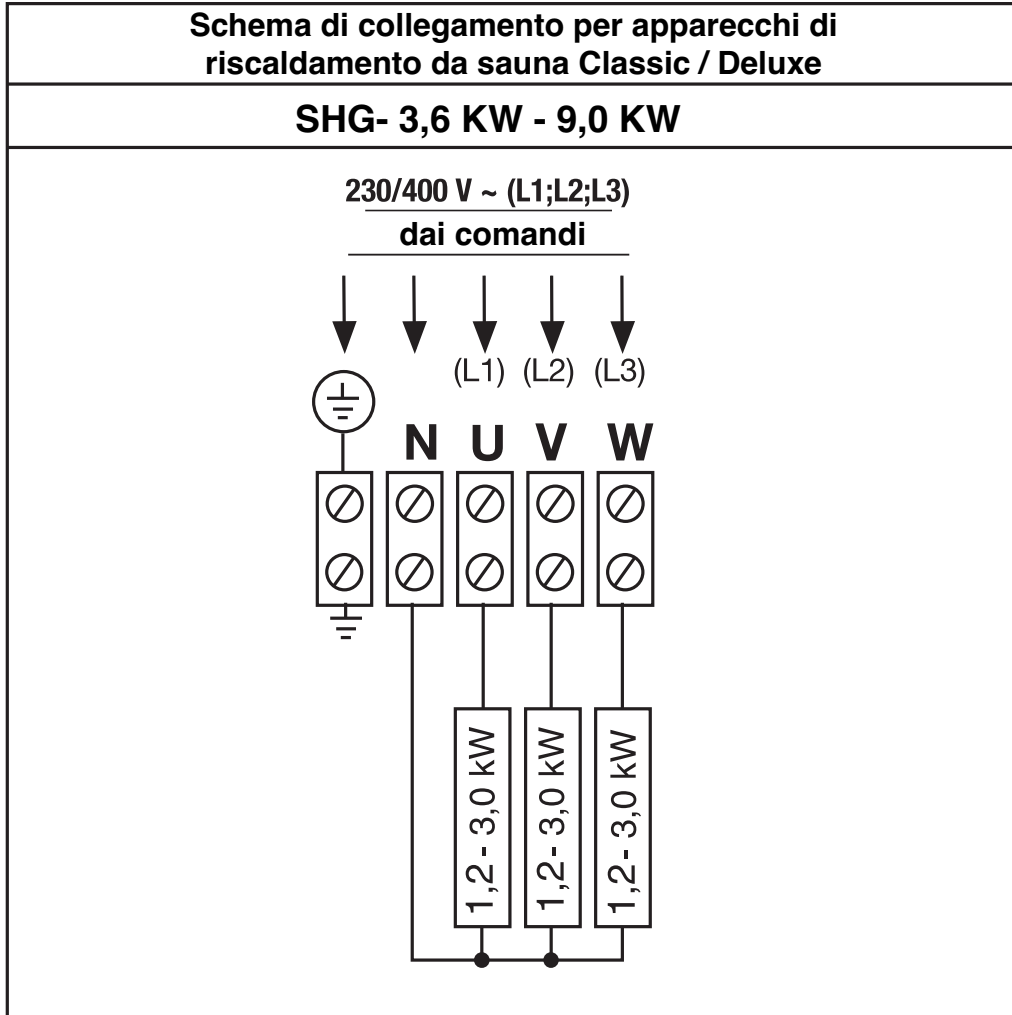 Schema di collegamento per apparecchi di
riscaldamento da sauna Classic / Deluxe
SHG- 3,6 KW - 9,0 KW
230/400 V ~ (L1;L2;L3)
dai comandi
(L1) (L2) (L3)
N U V W
1,2 - 3,0 kW
1,2 - 3,0 kW
1,2 - 3,0 kW